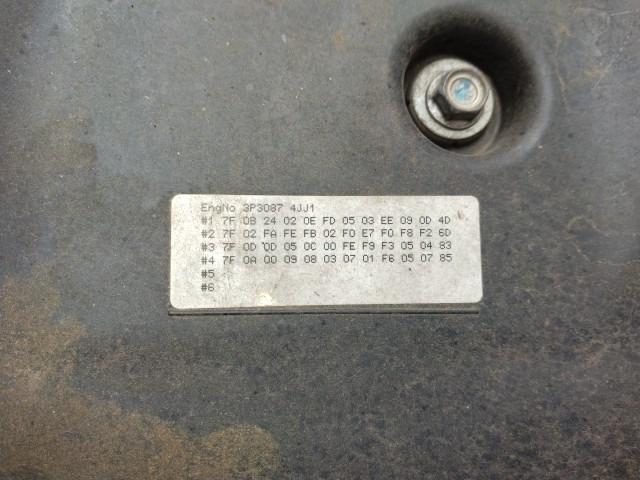 EngNo 3P3087 4JJ1
#1 7F 0B 24 02 0E FD 05 03 EE 09 0D 4D
#2 7F 02 FA FE FB 02 F0 E7 F0 F8 F2 6D
#3 7F 0D 0D 05 0C 00 FE F9 F3 05 04 93
#4 7F 0A 00 09 08 03 07 01 F6 05 07 85
#5
#6